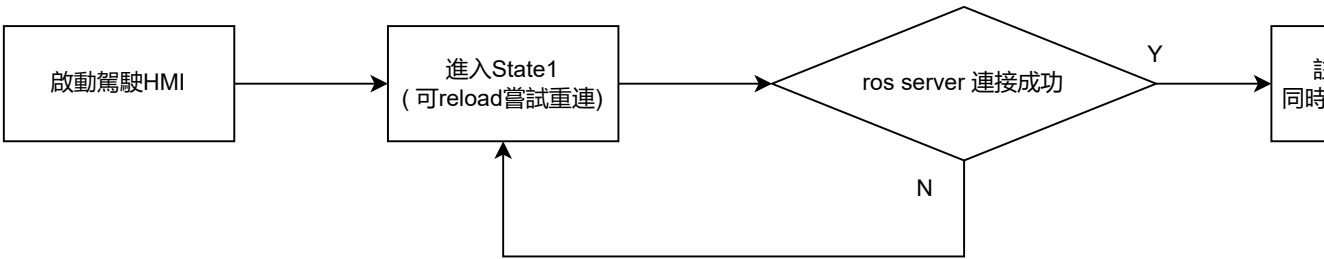 啟動駕駛HMI
進入State1
( 可reload嘗試重連)
ros server 連接成功
Y
同時
N